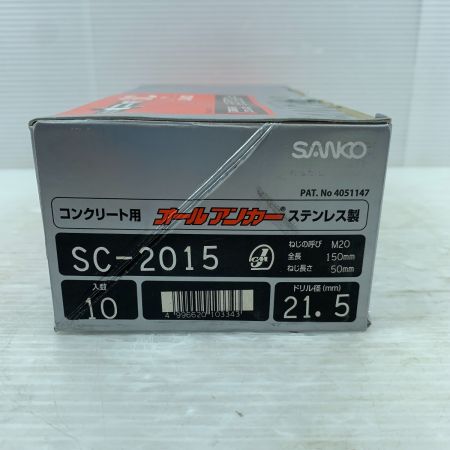 SANKO
PAT. No 4051147
コンクリート用 オールアンカー® ステンレス製
SC-2015
ねじの呼び M20
全長 150mm
ねじ長さ 50mm
入数
10
4 996620 103343
ドリル径(mm)
21.5